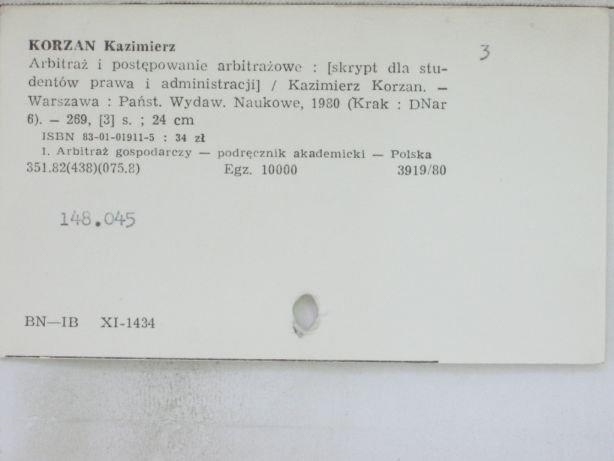 KORZAN Kazimierz
3
Arbitraż i postępowanie arbitrażowe : [skrypt dla stu-
dentów prawa i administracji] / Kazimierz Korzan. —
Warszawa : Państ. Wydaw. Naukowe, 1980 (Krak : DNar
6). — 269, [3] s. ; 24 cm
ISBN 83-01-01911-5 : 34 zł
1. Arbitraż gospodarczy — podręcznik akademicki — Polska
351.82(438)(075.8) Egz. 10000 3919/80
148.045
BN—IB XI-1434